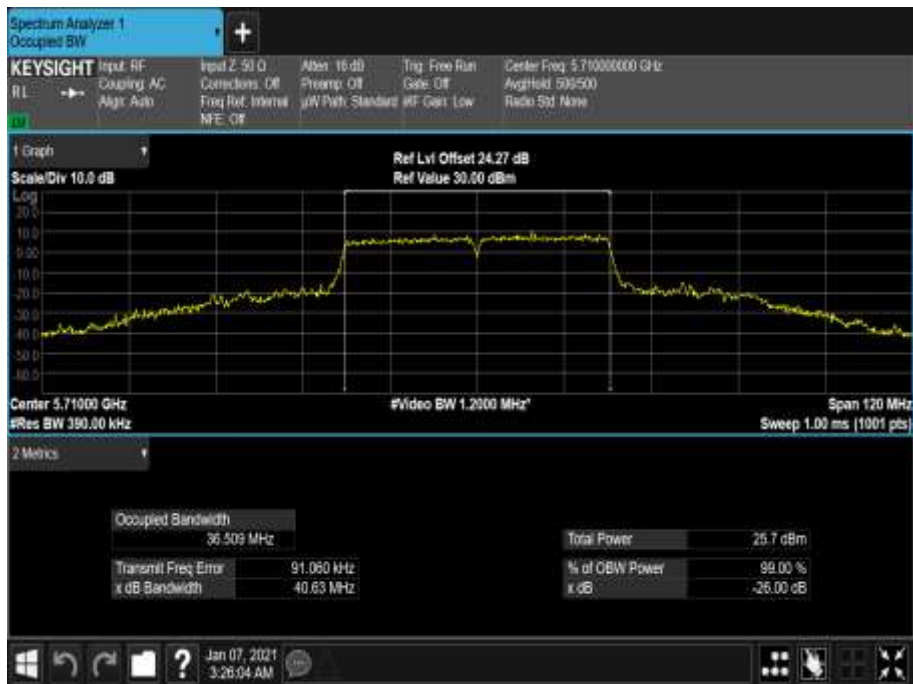 Spectrum Analyzer 1
Occupied BW
KEYSIGHT
Input: RF
Coupling: AC
Align: Auto
Input Z: 50 Ω
Corrections: Off
Freq Ref: Internal
NFE: Off
Atten: 16 dB
Preamp: Off
µW Path: Standard
Trig: Free Run
Gate: Off
#IF Gain: Low
Center Freq: 5.710000000 GHz
Avg|Hold: 500/500
Radio Std: None
1 Graph
Scale/Div 10.0 dB
Ref Lvl Offset 24.27 dB
Ref Value 30.00 dBm
Log
20.0
10.0
0.00
-10.0
-20.0
-30.0
-40.0
-50.0
-60.0
Center 5.71000 GHz
#Video BW 1.2000 MHz*
Span 120 MHz
#Res BW 390.00 kHz
Sweep 1.00 ms (1001 pts)
2 Metrics
Occupied Bandwidth
36.509 MHz
Total Power 25.7 dBm
Transmit Freq Error 91.060 kHz
% of OBW Power 99.00 %
x dB Bandwidth 40.63 MHz
x dB -26.00 dB
Jan 07, 2021
3:26:04 AM